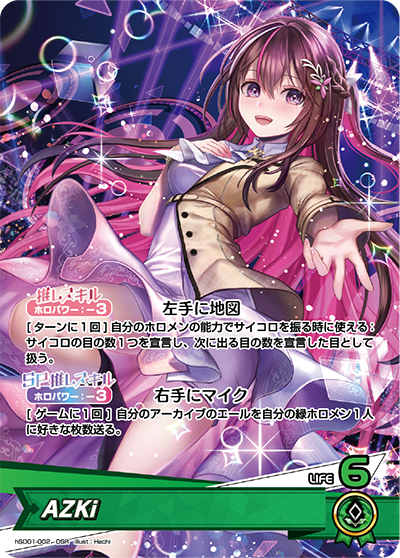 推しスキル
ホロパワー：-3
左手に地図
[ターンに1回]自分のホロメンの能力でサイコロを振る時に使える：
サイコロの目の数1つを宣言し、次に出る目の数を宣言した目として
扱う。
SP推しスキル
ホロパワー：-3
右手にマイク
[ゲームに1回]自分のアーカイブのエールを自分の緑ホロメン1人
に好きな枚数送る。
LIFE 6
AZKi
hSD01-002 OSR illust：Hachi